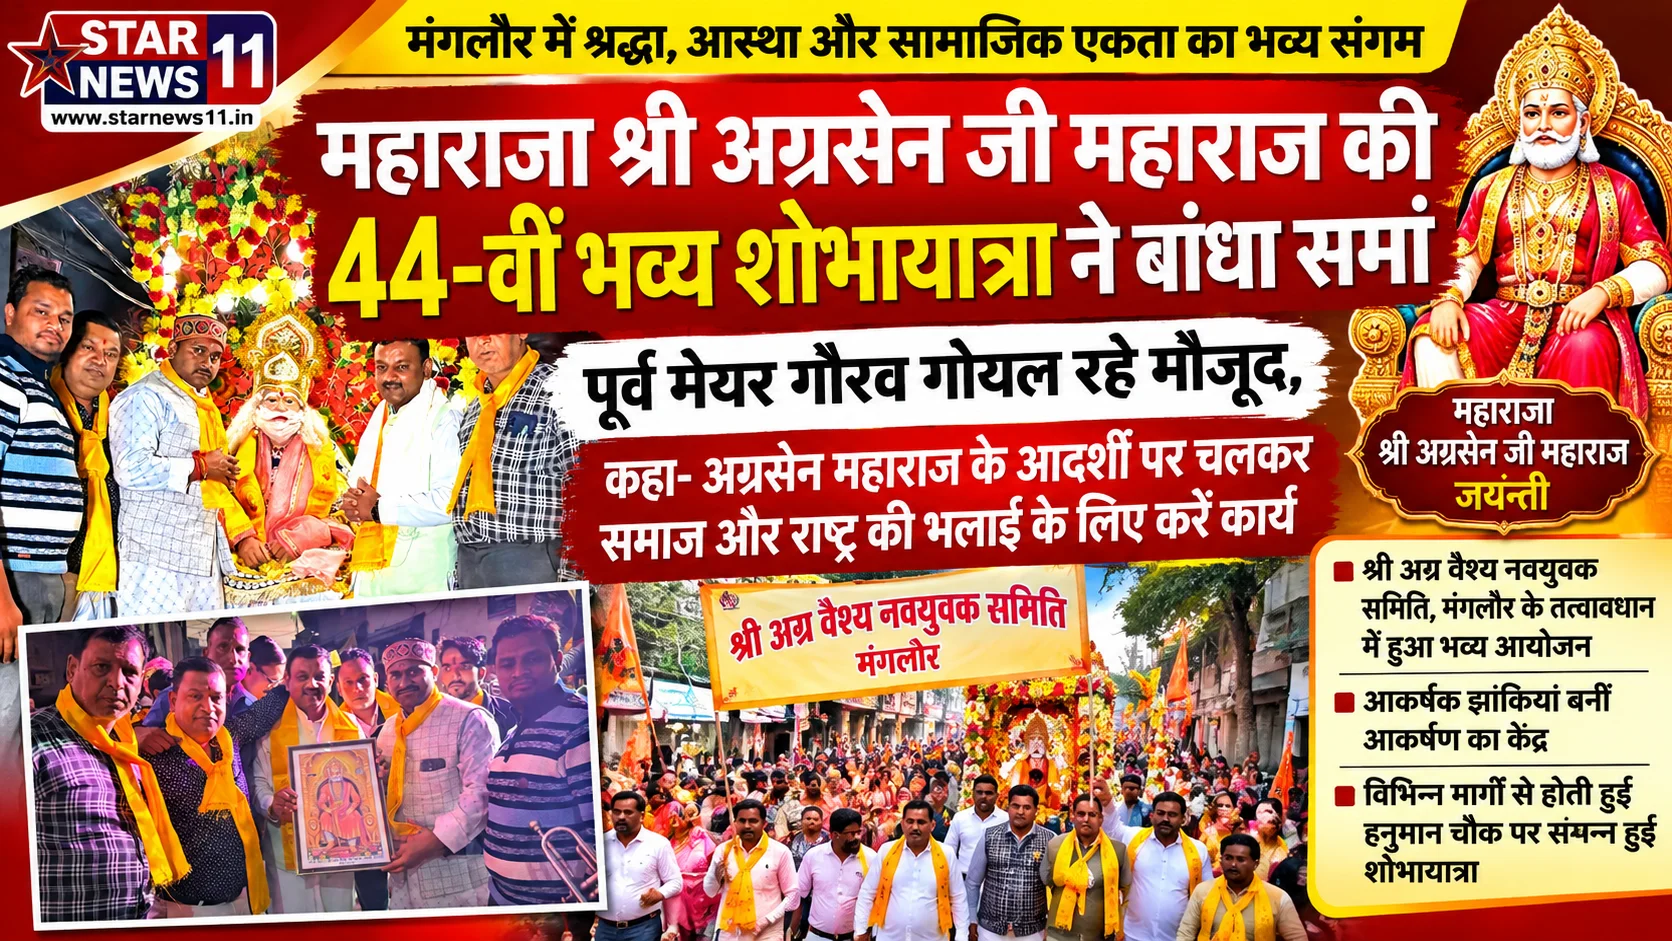 STAR
NEWS 11
www.starnews11.in
मंगलौर में श्रद्धा, आस्था और सामाजिक एकता का भव्य संगम
महाराजा श्री अग्रसेन जी महाराज की
44-वीं भव्य शोभायात्रा ने बांधा समां
पूर्व मेयर गौरव गोयल रहे मौजूद,
कहा- अग्रसेन महाराज के आदर्शी पर चलकर
समाज और राष्ट्र की भलाई के लिए करें कार्य
महाराजा
श्री अग्रसेन जी महाराज
जयंन्ती
श्री अग्र वैश्य नवयुवक
समिति, मंगलौर के तत्वावधान
में हुआ भव्य आयोजन
आकर्षक झांकियां बनीं
आकर्षण का केंद्र
विभिन्न मार्गी से होती हुई
हनुमान चौक पर संपन्न हुई
शोभायात्रा
श्री अग्र वैश्य नवयुवक समिति
मंगलौर